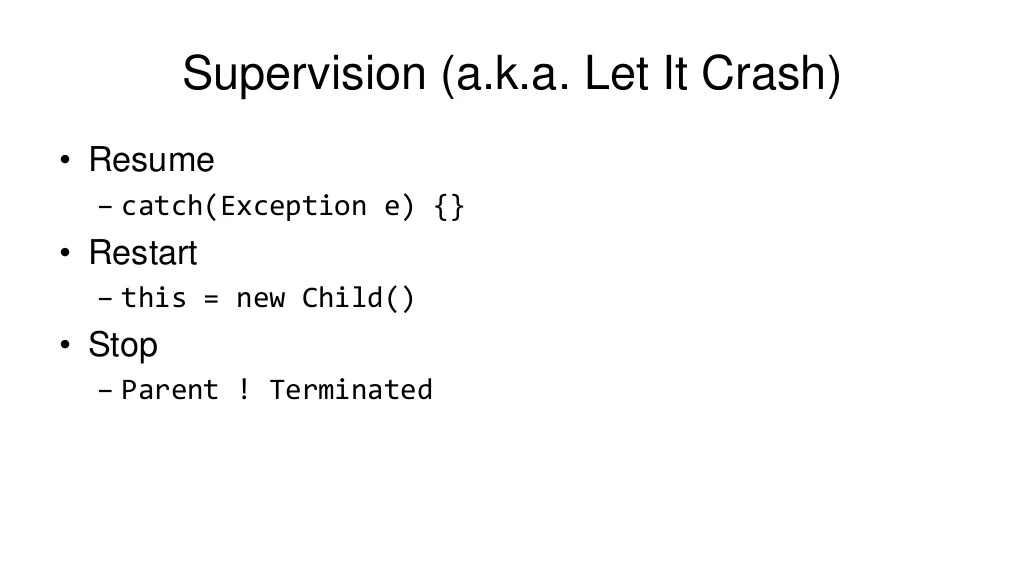 Supervision (a.k.a. Let It Crash)
• Resume
– catch(Exception e) {}
• Restart
– this = new Child()
• Stop
– Parent ! Terminated